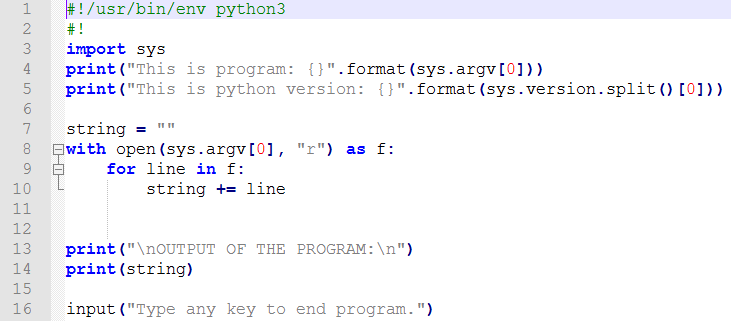 1 #!/usr/bin/env python3
2 #!
3 import sys
4 print("This is program: {}".format(sys.argv[0]))
5 print("This is python version: {}".format(sys.version.split()[0]))
6
7 string = ""
8 with open(sys.argv[0], "r") as f:
9     for line in f:
10         string += line
11
12
13 print("\nOUTPUT OF THE PROGRAM:\n")
14 print(string)
15
16 input("Type any key to end program.")